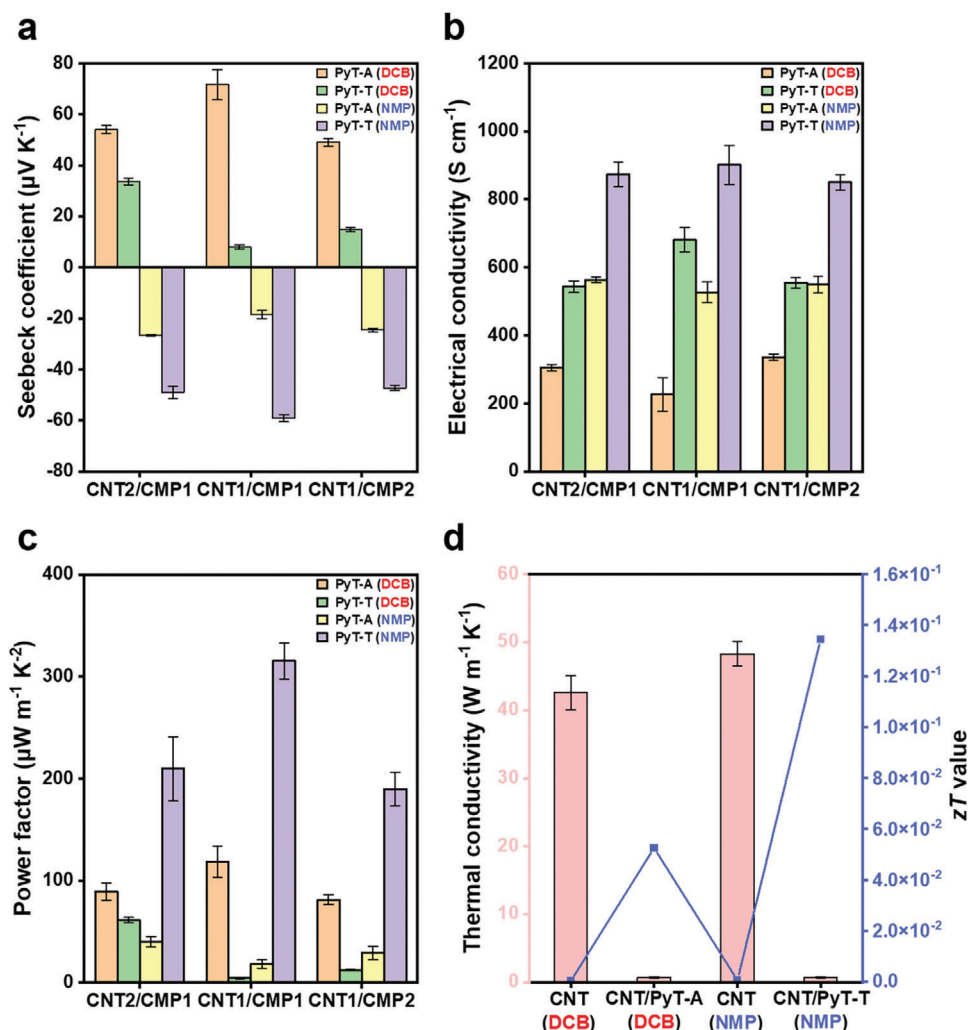 a
80
60
40
20
0
-20
-40
-60
-80
Seebeck coefficient (µV K⁻¹)
PyT-A (DCB)
PyT-T (DCB)
PyT-A (NMP)
PyT-T (NMP)
CNT2/CMP1 CNT1/CMP1 CNT1/CMP2
b
1200
1000
800
600
400
200
0
Electrical conductivity (S cm⁻¹)
PyT-A (DCB)
PyT-T (DCB)
PyT-A (NMP)
PyT-T (NMP)
CNT2/CMP1 CNT1/CMP1 CNT1/CMP2
c
400
300
200
100
0
Power factor (µW m⁻¹ K⁻²)
PyT-A (DCB)
PyT-T (DCB)
PyT-A (NMP)
PyT-T (NMP)
CNT2/CMP1 CNT1/CMP1 CNT1/CMP2
d
60
50
40
30
20
10
0
Thermal conductivity (W m⁻¹ K⁻¹)
1.6×10⁻¹
1.4×10⁻¹
1.2×10⁻¹
1.0×10⁻¹
8.0×10⁻²
6.0×10⁻²
4.0×10⁻²
2.0×10⁻²
0.0
zT value
CNT CNT/PyT-A CNT CNT/PyT-T
(DCB) (DCB) (NMP) (NMP)